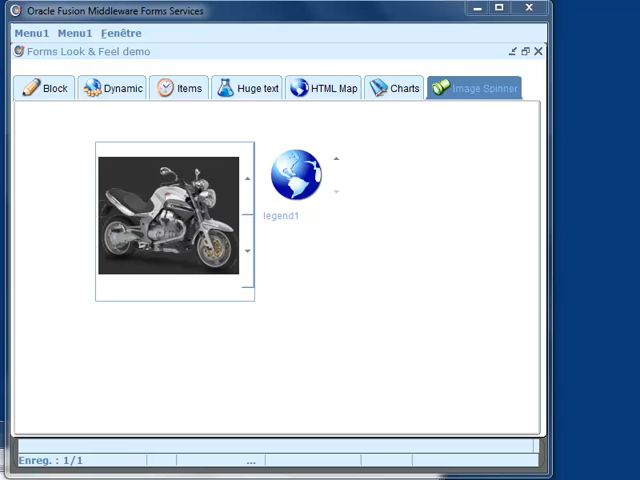 Oracle Fusion Middleware Forms Services
Menu1 Menu1 Fenêtre
Forms Look & Feel demo
Block Dynamic Items Huge text HTML Map Charts Image Spinner
legend1
Enreg. : 1/1
...